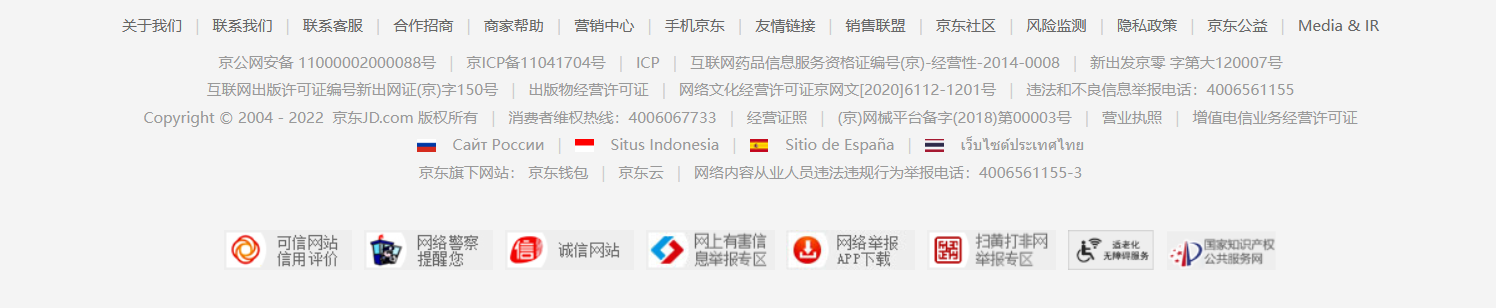 关于我们 | 联系我们 | 联系客服 | 合作招商 | 商家帮助 | 营销中心 | 手机京东 | 友情链接 | 销售联盟 | 京东社区 | 风险监测 | 隐私政策 | 京东公益 | Media & IR
京公网安备 11000002000088号 | 京ICP备11041704号 | ICP | 互联网药品信息服务资格证编号(京)-经营性-2014-0008 | 新出发京零 字第大120007号
互联网出版许可证编号新出网证(京)字150号 | 出版物经营许可证 | 网络文化经营许可证京网文[2020]6112-1201号 | 违法和不良信息举报电话：4006561155
Copyright © 2004 - 2022 京东JD.com 版权所有 | 消费者维权热线：4006067733 | 经营证照 | (京)网械平台备字(2018)第00003号 | 营业执照 | 增值电信业务经营许可证
Сайт России | Situs Indonesia | Sitio de España | เว็บไซต์ประเทศไทย
京东旗下网站： 京东钱包 | 京东云 | 网络内容从业人员违法违规行为举报电话：4006561155-3
可信网站
信用评价
网络警察
提醒您
诚信网站
网上有害信
息举报专区
网络举报
APP下载
扫黄打非网
举报专区
适老化
无障碍服务
国家知识产权
公共服务网